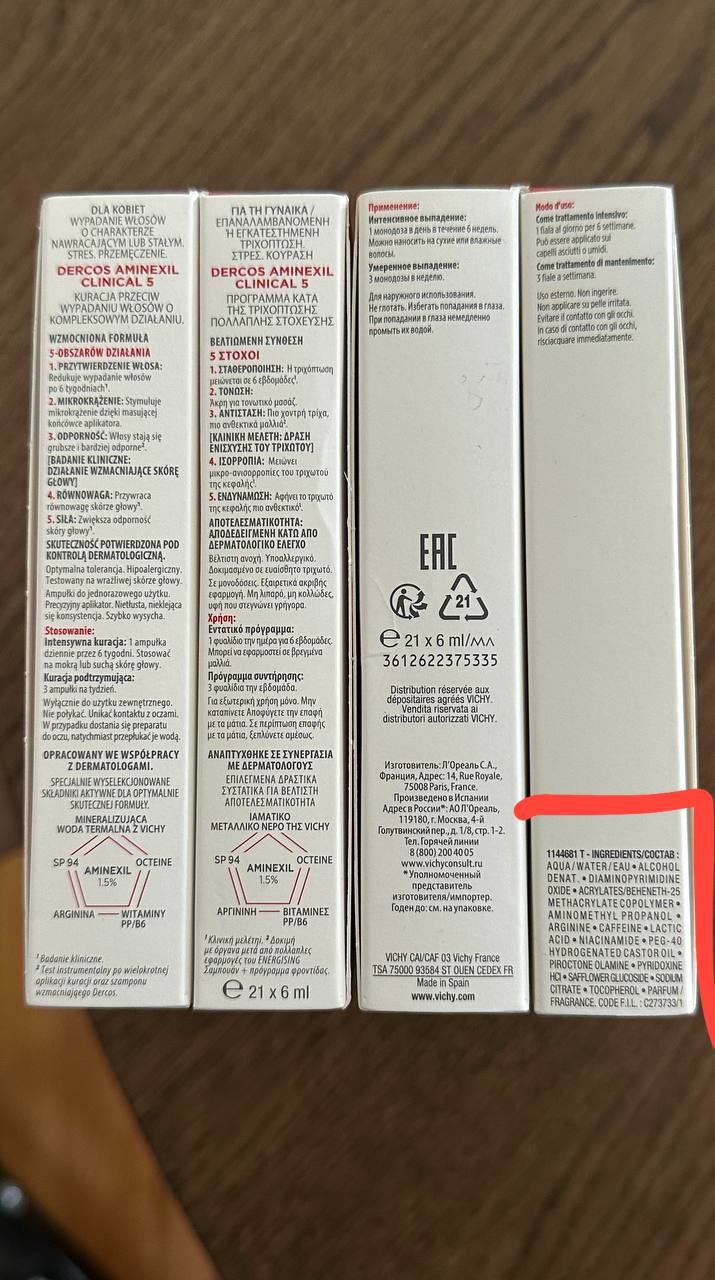 DLA KOBIET
WYPADANIE WŁOSÓW
O CHARAKTERZE
NAWRACAJĄCYM LUB STAŁYM.
STRES. PRZEMĘCZENIE.
DERCOS AMINEXIL
CLINICAL 5
KURACJA PRZECIW
WYPADANIU WŁOSÓW O
KOMPLEKSOWYM DZIAŁANIU.
WZMOCNIONA FORMUŁA
5-OBSZARÓW DZIAŁANIA
1. PRZYTWIERDZENIE WŁOSA:
Redukuje wypadanie włosów
po 6 tygodniach¹.
2. MIKROKRĄŻENIE: Stymuluje
mikrokrążenie dzięki masującej
końcówce aplikatora.
3. ODPORNOŚĆ: Włosy stają się
grubsze i bardziej odporne².
[BADANIE KLINICZNE:
DZIAŁANIE WZMACNIAJĄCE SKÓRĘ
GŁOWY]
4. RÓWNOWAGA: Przywraca
równowagę skórze głowy¹.
5. SIŁA: Zwiększa odporność
skóry głowy¹.
SKUTECZNOŚĆ POTWIERDZONA POD
KONTROLĄ DERMATOLOGICZNĄ.
Optymalna tolerancja. Hipoalergiczny.
Testowany na wrażliwej skórze głowy.
Ampułki do jednorazowego użytku.
Precyzyjny aplikator. Nietłusta, nieklejąca
się konsystencja. Szybko wysycha.
Stosowanie:
Intensywna kuracja: 1 ampułka
dziennie przez 6 tygodni. Stosować
na mokrą lub suchą skórę głowy.
Kuracja podtrzymująca:
3 ampułki na tydzień.
Wyłącznie do użytku zewnętrznego.
Nie połykać. Unikać kontaktu z oczami.
W przypadku dostania się preparatu
do oczu, natychmiast przepłukać je wodą.
OPRACOWANY WE WSPÓŁPRACY
Z DERMATOLOGAMI.
SPECJALNIE WYSELEKCJONOWANE
SKŁADNIKI AKTYWNE DLA OPTYMALNIE
SKUTECZNEJ FORMUŁY.
MINERALIZUJĄCA
WODA TERMALNA Z VICHY
SP 94 OCTEINE
AMINEXIL
1.5%
ARGININA WITAMINY
PP/B6
¹ Badanie kliniczne.
² Test instrumentalny po wielokrotnej
aplikacji kuracji oraz szamponu
wzmacniającego Dercos.
ΓΙΑ ΤΗ ΓΥΝΑΙΚΑ /
ΕΠΑΝΑΛΑΜΒΑΝΟΜΕΝΗ
Ή ΕΓΚΑΤΕΣΤΗΜΕΝΗ
ΤΡΙΧΟΠΤΩΣΗ.
ΣΤΡΕΣ. ΚΟΥΡΑΣΗ
DERCOS AMINEXIL
CLINICAL 5
ΠΡΟΓΡΑΜΜΑ ΚΑΤΑ
ΤΗΣ ΤΡΙΧΟΠΤΩΣΗΣ
ΠΟΛΛΑΠΛΗΣ ΣΤΟΧΕΥΣΗΣ
ΒΕΛΤΙΩΜΕΝΗ ΣΥΝΘΕΣΗ
5 ΣΤΟΧΟΙ
1. ΣΤΑΘΕΡΟΠΟΙΗΣΗ: Η τριχόπτωση
μειώνεται σε 6 εβδομάδες¹.
2. ΤΟΝΩΣΗ:
Άκρη για τονωτικό μασάζ.
3. ΑΝΤΙΣΤΑΣΗ: Πιο χοντρή τρίχα,
πιο ανθεκτικά μαλλιά².
[ΚΛΙΝΙΚΗ ΜΕΛΕΤΗ: ΔΡΑΣΗ
ΕΝΙΣΧΥΣΗΣ ΤΟΥ ΤΡΙΧΩΤΟΥ]
4. ΙΣΟΡΡΟΠΙΑ: Μειώνει
μικρο-ανισορροπίες του τριχωτού
της κεφαλής¹.
5. ΕΝΔΥΝΑΜΩΣΗ: Αφήνει το τριχωτό
της κεφαλής πιο ανθεκτικό¹.
ΑΠΟΤΕΛΕΣΜΑΤΙΚΟΤΗΤΑ:
ΑΠΟΔΕΔΕΙΓΜΕΝΗ ΚΑΤΩ ΑΠΟ
ΔΕΡΜΑΤΟΛΟΓΙΚΟ ΕΛΕΓΧΟ
Βέλτιστη ανοχή. Υποαλλεργικό.
Δοκιμασμένο σε ευαίσθητο τριχωτό.
Σε μονοδόσεις. Εξαιρετικά ακριβής
εφαρμογή. Μη λιπαρό, μη κολλώδες,
υφή που στεγνώνει γρήγορα.
Χρήση:
Εντατικό πρόγραμμα:
1 φυαλίδιο την ημέρα για 6 εβδομάδες.
Μπορεί να εφαρμοστεί σε βρεγμένα
μαλλιά.
Πρόγραμμα συντήρησης:
3 φυαλίδια την εβδομάδα.
Για εξωτερική χρήση μόνο. Μην
καταπίνετε Αποφύγετε την επαφή
με τα μάτια. Σε περίπτωση επαφής
με τα μάτια, ξεπλύνετε αμέσως.
ΑΝΑΠΤΥΧΘΗΚΕ ΣΕ ΣΥΝΕΡΓΑΣΙΑ
ΜΕ ΔΕΡΜΑΤΟΛΟΓΟΥΣ
ΕΠΙΛΕΓΜΕΝΑ ΔΡΑΣΤΙΚΑ
ΣΥΣΤΑΤΙΚΑ ΓΙΑ ΒΕΛΤΙΣΤΗ
ΑΠΟΤΕΛΕΣΜΑΤΙΚΟΤΗΤΑ
ΙΑΜΑΤΙΚΟ
ΜΕΤΑΛΛΙΚΟ ΝΕΡΟ ΤΗΣ VICHY
SP 94 OCTEINE
AMINEXIL
1.5%
ΑΡΓΙΝΙΝΗ ΒΙΤΑΜΙΝΕΣ
PP/B6
¹ Κλινική μελέτη. ² Δοκιμή
με όργανα μετά από πολλαπλες
εφαρμογές του ENERGISING
Σαμπουάν + πρόγραμμα φροντίδας.
℮ 21 x 6 ml
Применение:
Интенсивное выпадение:
1 монодоза в день в течение 6 недель.
Можно наносить на сухие или влажные
волосы.
Умеренное выпадение:
3 монодозы в неделю.
Для наружного использования.
Не глотать. Избегать попадания в глаза.
При попадании в глаза немедленно
промыть их водой.
EAC
21
℮ 21 x 6 ml/мл
3612622375335
Distribution réservée aux
dépositaires agréés VICHY.
Vendita riservata ai
distributori autorizzati VICHY.
Изготовитель: Л'Ореаль С.А.,
Франция, Адрес: 14, Rue Royale,
75008 Paris, France.
Произведено в Испании
Адрес в России*: АО Л'Ореаль,
119180, г. Москва, 4-й
Голутвинский пер., д. 1/8, стр. 1-2.
Тел. Горячей линии
8 (800) 200 40 05
www.vichyconsult.ru
*Уполномоченный
представитель
изготовителя/импортер.
Годен до: см. на упаковке.
VICHY CAI/CAF 03 Vichy France
TSA 75000 93584 ST OUEN CEDEX FR
Made in Spain
www.vichy.com
Modo d'uso:
Come trattamento intensivo:
1 fiala al giorno per 6 settimane.
Può essere applicato sui
capelli asciutti o umidi.
Come trattamento di mantenimento:
3 fiale a settimana.
Uso esterno. Non ingerire.
Non applicare su pelle irritata.
Evitare il contatto con gli occhi.
In caso di contatto con gli occhi,
risciacquare immediatamente.
1144681 T - INGREDIENTS/СОСТАВ :
AQUA / WATER / EAU • ALCOHOL
DENAT. • DIAMINOPYRIMIDINE
OXIDE • ACRYLATES/BEHENETH-25
METHACRYLATE COPOLYMER •
AMINOMETHYL PROPANOL •
ARGININE • CAFFEINE • LACTIC
ACID • NIACINAMIDE • PEG-40
HYDROGENATED CASTOR OIL •
PIROCTONE OLAMINE • PYRIDOXINE
HCl • SAFFLOWER GLUCOSIDE • SODIUM
CITRATE • TOCOPHEROL • PARFUM /
FRAGRANCE. CODE F.I.L. : C273733/1